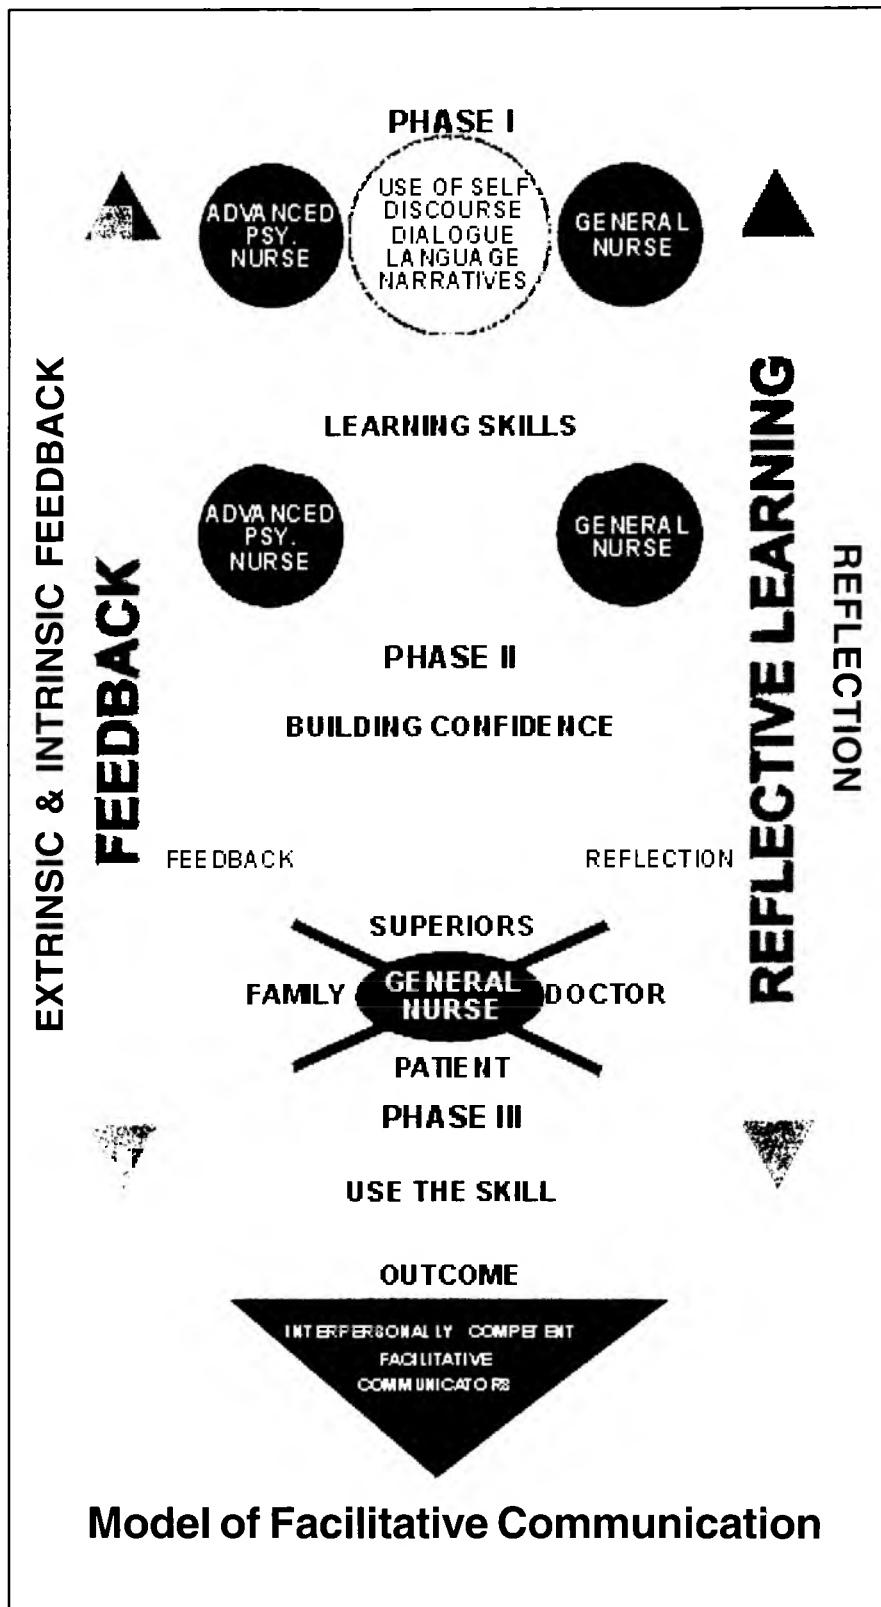 PHASE I
ADVANCED
PSY.
NURSE
USE OF SELF
DISCOURSE
DIALOGUE
LANGUAGE
NARRATIVES
GENERAL
NURSE
LEARNING SKILLS
ADVANCED
PSY.
NURSE
GENERAL
NURSE
PHASE II
BUILDING CONFIDENCE
EXTRINSIC & INTRINSIC FEEDBACK
FEEDBACK
REFLECTIVE LEARNING
REFLECTION
FEEDBACK
REFLECTION
SUPERIORS
FAMILY
GENERAL
NURSE
DOCTOR
PATIENT
PHASE III
USE THE SKILL
OUTCOME
INTERPERSONALLY COMPETENT
FACILITATIVE
COMMUNICATORS
Model of Facilitative Communication